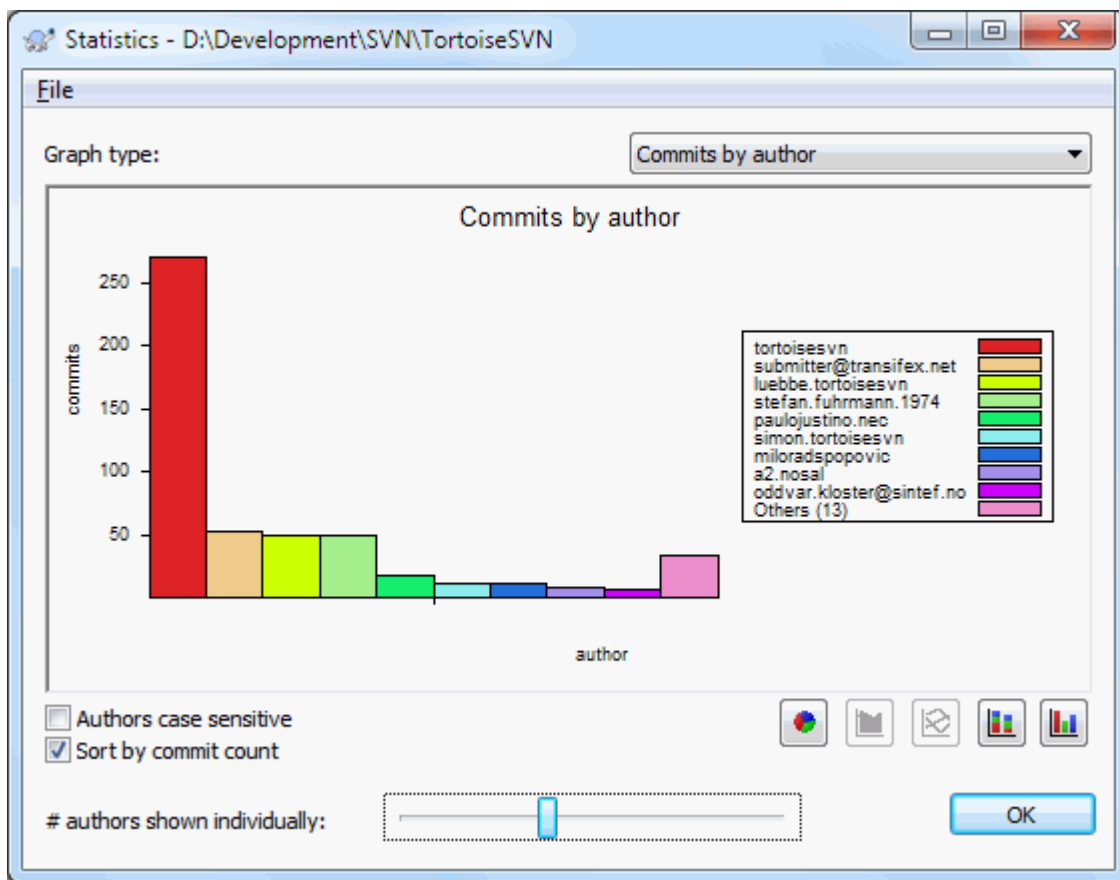 Statistics - D:\Development\SVN\TortoiseSVN
File
Graph type:
Commits by author
Commits by author
250
200
150
100
50
commits
author
tortoisesvn
submitter@transifex.net
luebbe.tortoisesvn
stefan.fuhrmann.1974
paulojustino.nec
simon.tortoisesvn
miloradspopovic
a2.nosal
oddvar.kloster@sintef.no
Others (13)
Authors case sensitive
Sort by commit count
# authors shown individually:
OK